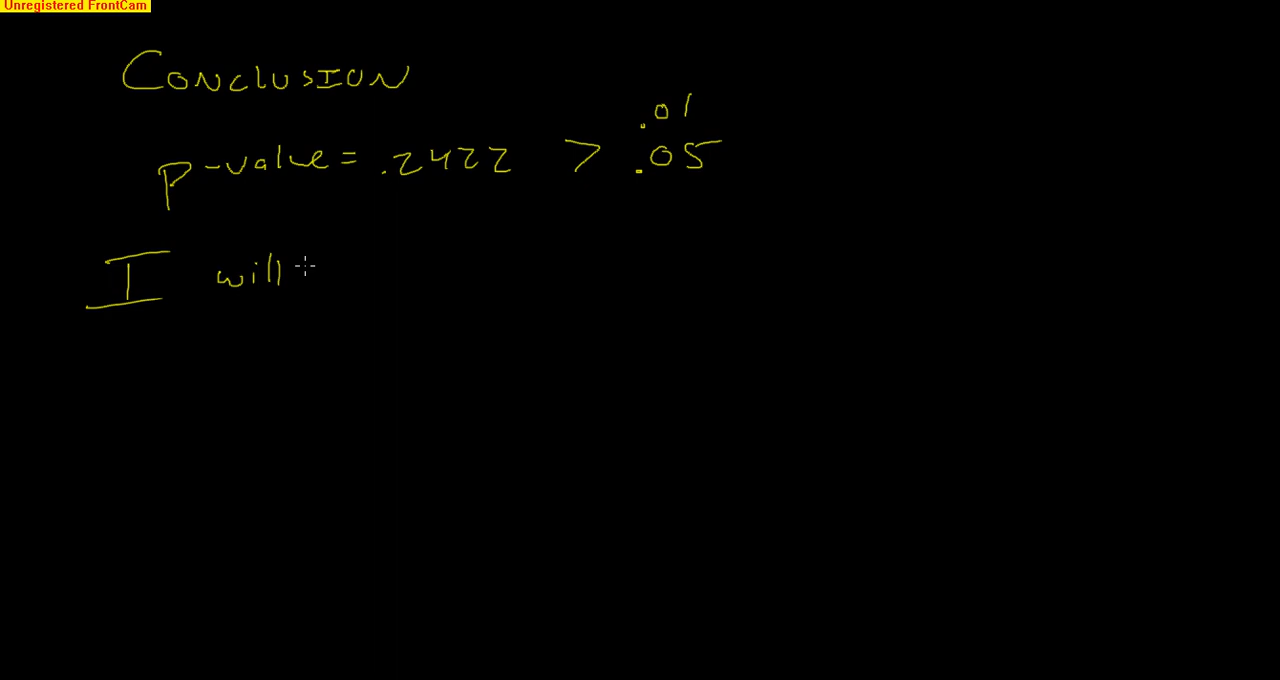 Unregistered FrontCam
CONCLUSION
.01
p-value = .2422 > .05
I will